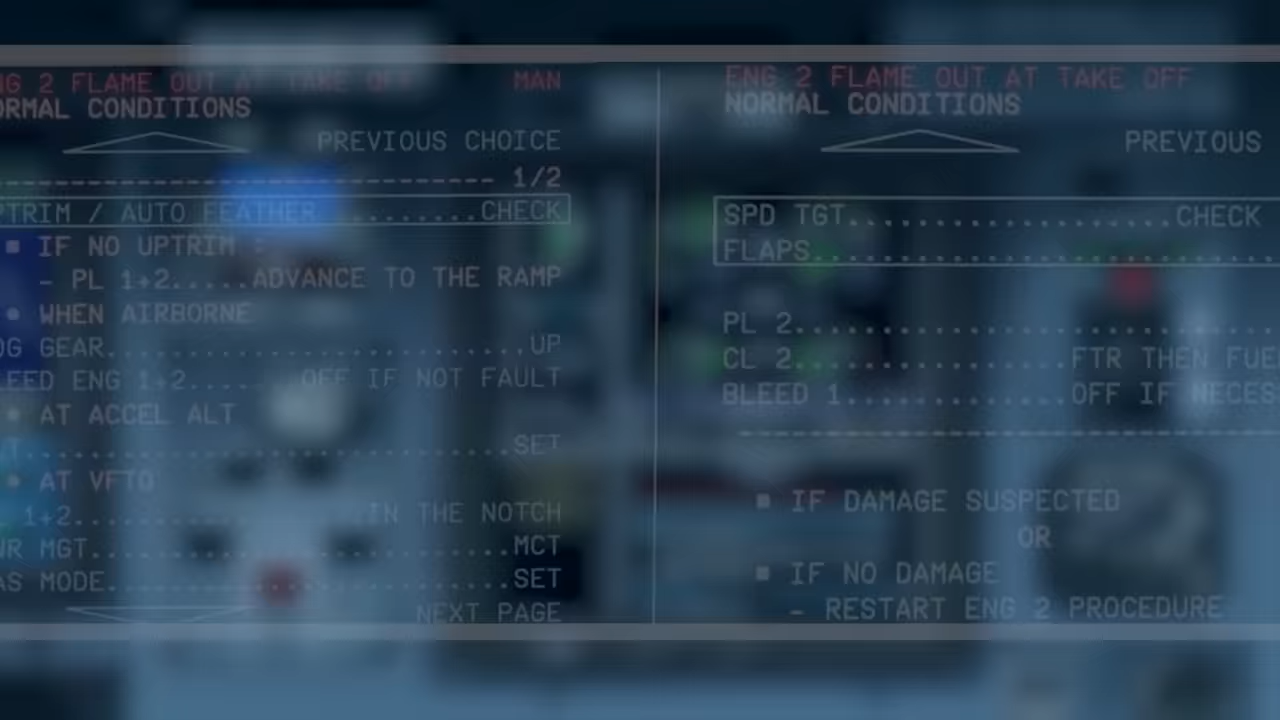 NG 2 FLAME OUT AT TAKE OFF MAN
ORMAL CONDITIONS
PREVIOUS CHOICE
1/2
PTRIM / AUTO FEATHER ........CHECK
IF NO UPTRIM :
- PL 1+2.....ADVANCE TO THE RAMP
WHEN AIRBORNE
DG GEAR...........................UP
LEED ENG 1+2..... OFF IF NOT FAULT
AT ACCEL ALT
T................................SET
AT VFTO
1+2...................IN THE NOTCH
WR MGT...........................MCT
AS MODE..........................SET
NEXT PAGE
ENG 2 FLAME OUT AT TAKE OFF
NORMAL CONDITIONS
PREVIOUS
SPD TGT...................CHECK
FLAPS..........................
PL 2...........................
CL 2................FTR THEN FUE
BLEED 1.............OFF IF NECES
IF DAMAGE SUSPECTED
OR
IF NO DAMAGE
- RESTART ENG 2 PROCEDURE